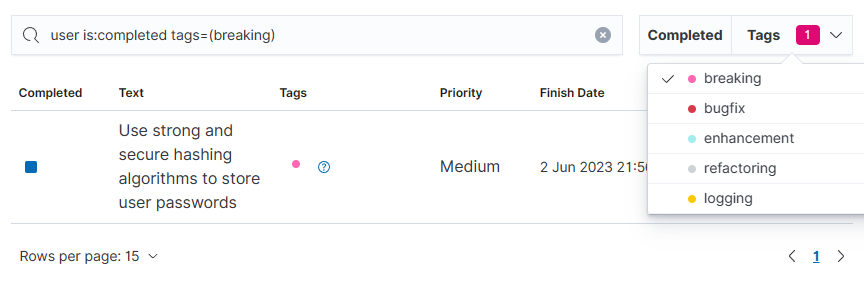 user is:completed tags=(breaking)
Completed Tags 1
breaking
bugfix
enhancement
refactoring
logging
Completed Text Tags Priority Finish Date
Use strong and
secure hashing
algorithms to store
user passwords
Medium
2 Jun 2023 21:5
Rows per page: 15
1